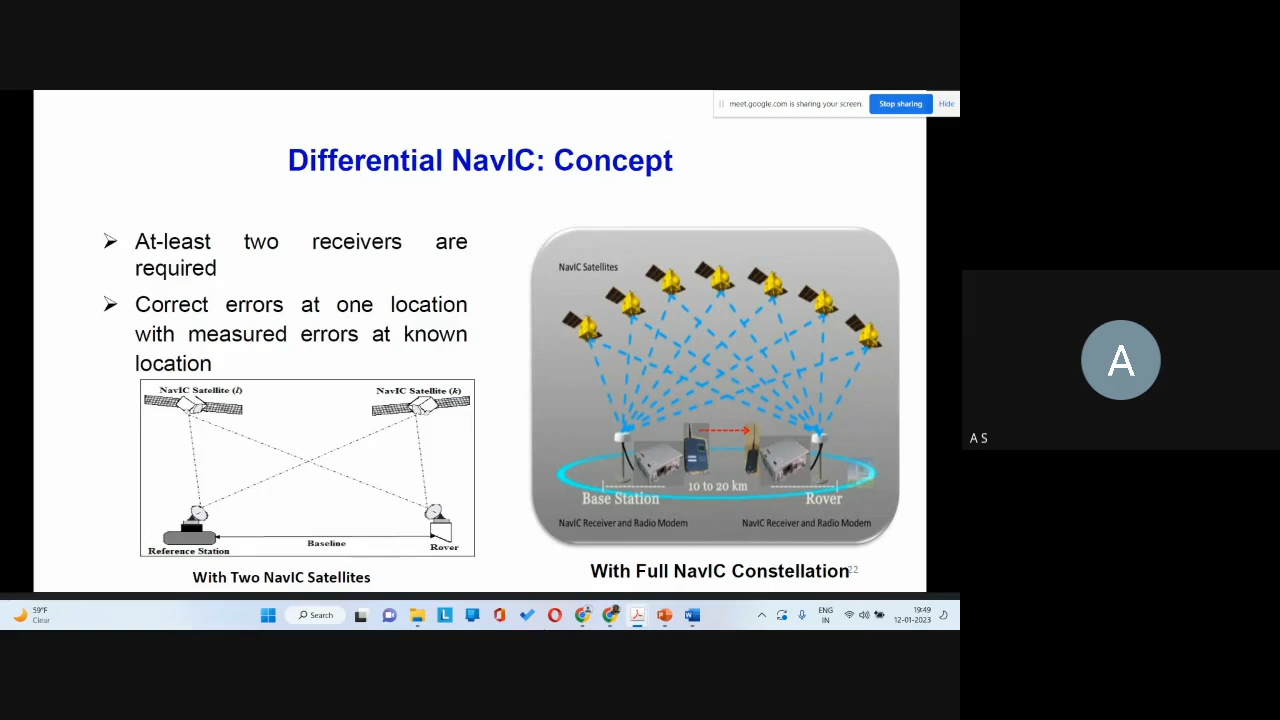 meet.google.com is sharing your screen.
Stop sharing
Hide
Differential NavIC: Concept
At-least two receivers are
required
Correct errors at one location
with measured errors at known
location
NavIC Satellite (l)
NavIC Satellite (k)
Reference Station
Baseline
Rover
With Two NavIC Satellites
NavIC Satellites
10 to 20 km
Base Station
Rover
NavIC Receiver and Radio Modem
NavIC Receiver and Radio Modem
With Full NavIC Constellation
22
A
A S
59°F
Clear
Search
ENG
IN
19:49
12-01-2023